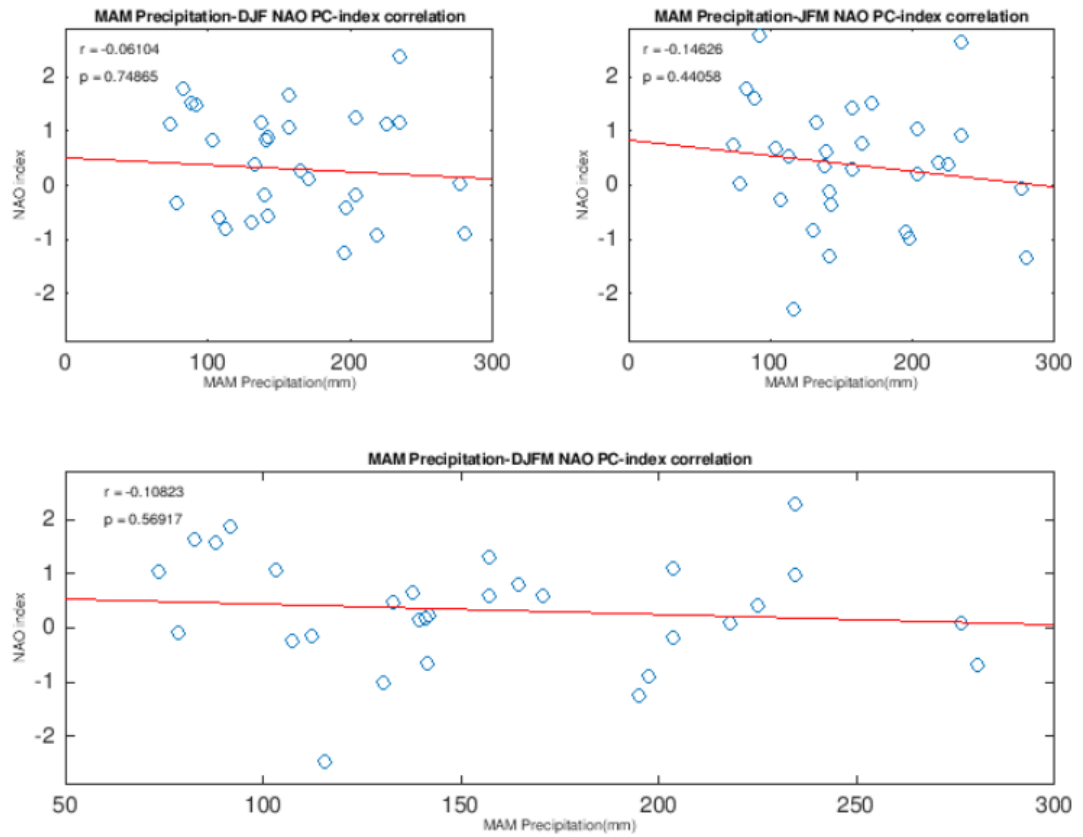 MAM Precipitation-DJF NAO PC-index correlation
r = -0.06104
p = 0.74865
NAO index
2
1
0
-1
-2
0
100
200
300
MAM Precipitation(mm)
MAM Precipitation-JFM NAO PC-index correlation
r = -0.14626
p = 0.44058
NAO index
2
1
0
-1
-2
0
100
200
300
MAM Precipitation(mm)
MAM Precipitation-DJFM NAO PC-index correlation
r = -0.10823
p = 0.56917
NAO index
2
1
0
-1
-2
50
100
150
200
250
300
MAM Precipitation(mm)